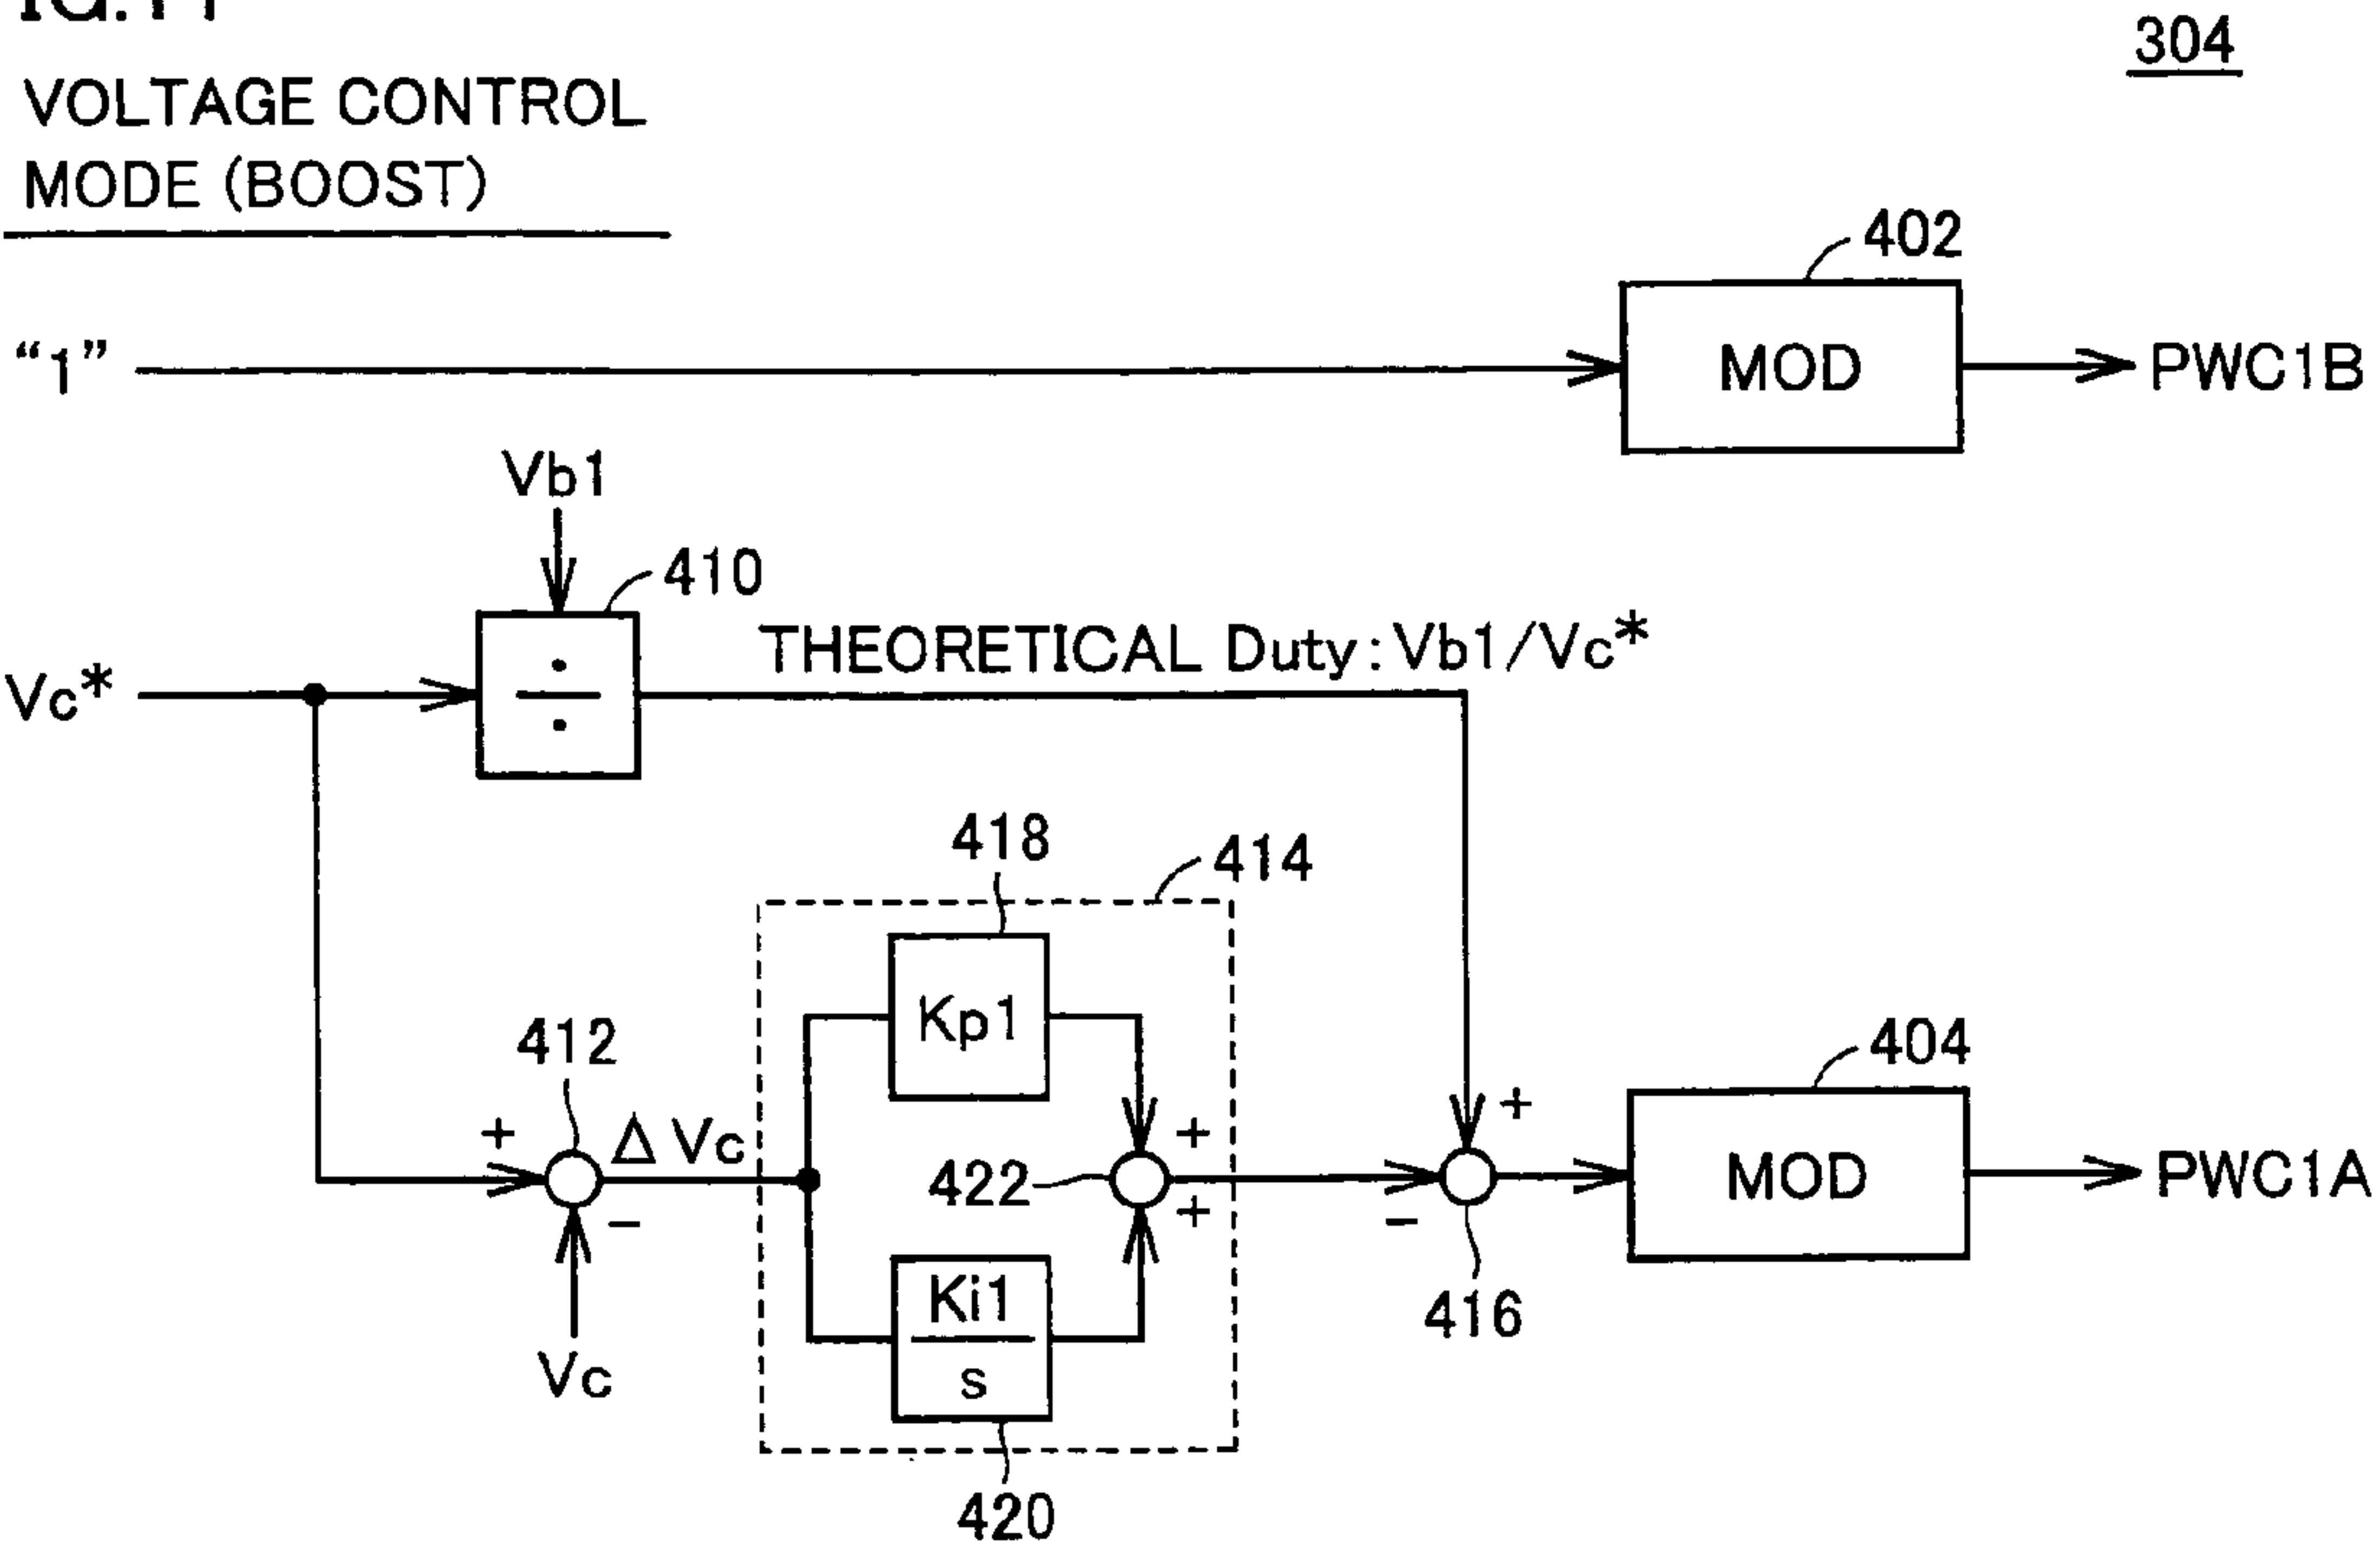 304
VOLTAGE CONTROL
MODE (BOOST)
402
“1”
MOD
PWC1B
Vb1
410
THEORETICAL Duty : Vb1/Vc*
Vc*
÷
418
414
Kp1
412
404
+
Δ Vc
+
+
422
MOD
PWC1A
−
+
−
Ki1
s
416
Vc
420